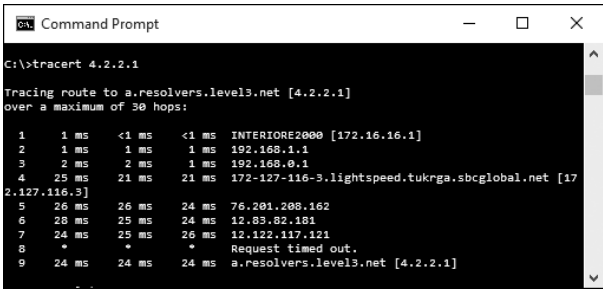 Command Prompt
C:\>tracert 4.2.2.1
Tracing route to a.resolvers.level3.net [4.2.2.1]
over a maximum of 30 hops:
1 1 ms <1 ms <1 ms INTERIORE2000 [172.16.16.1]
2 1 ms 1 ms 1 ms 192.168.1.1
3 2 ms 2 ms 1 ms 192.168.0.1
4 25 ms 21 ms 21 ms 172-127-116-3.lightspeed.tukrga.sbcglobal.net [17
2.127.116.3]
5 26 ms 26 ms 24 ms 76.201.208.162
6 28 ms 25 ms 24 ms 12.83.82.181
7 24 ms 25 ms 26 ms 12.122.117.121
8 * * * Request timed out.
9 24 ms 24 ms 24 ms a.resolvers.level3.net [4.2.2.1]